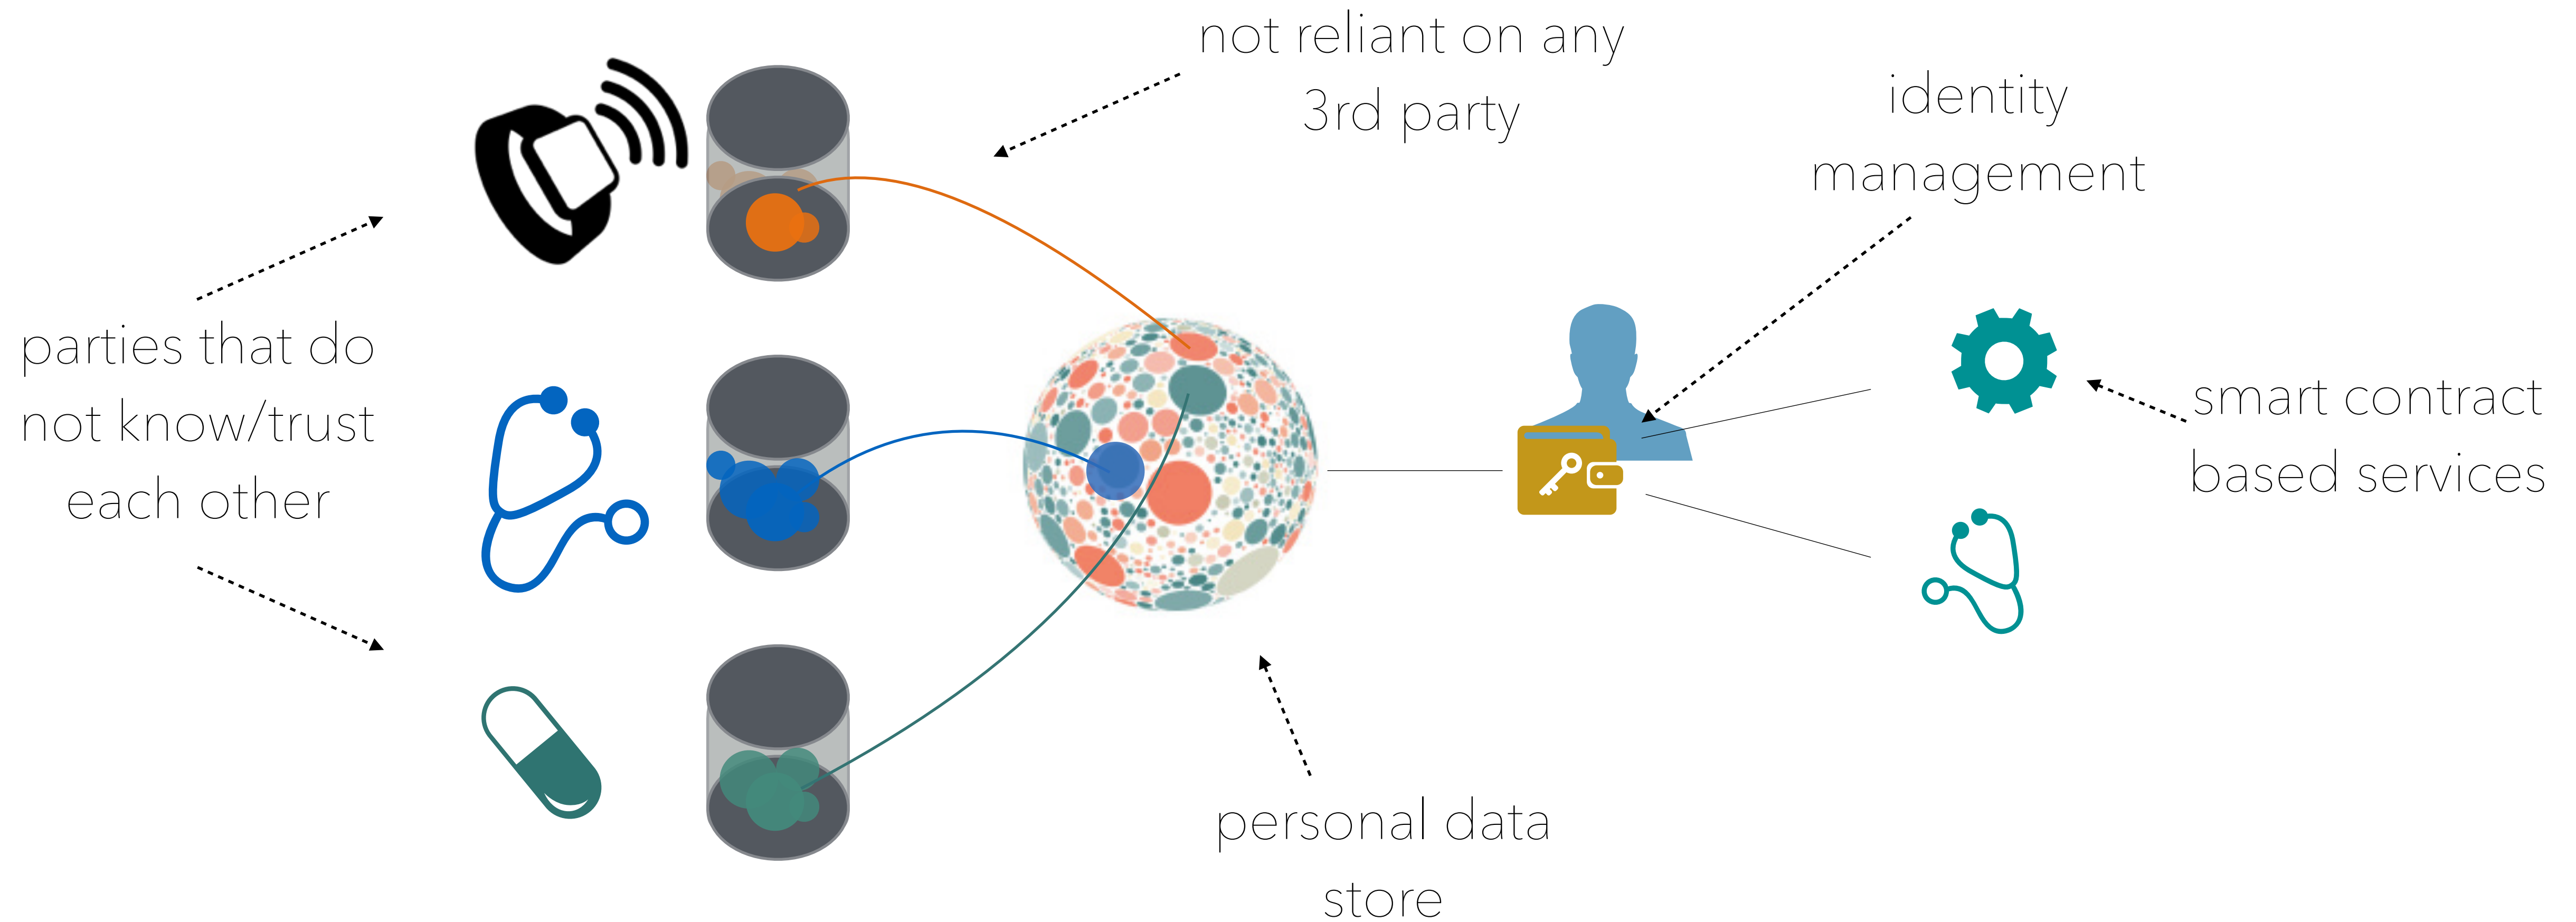 not reliant on any
3rd party
identity
management
parties that do
not know/trust
each other
smart contract
based services
personal data
store